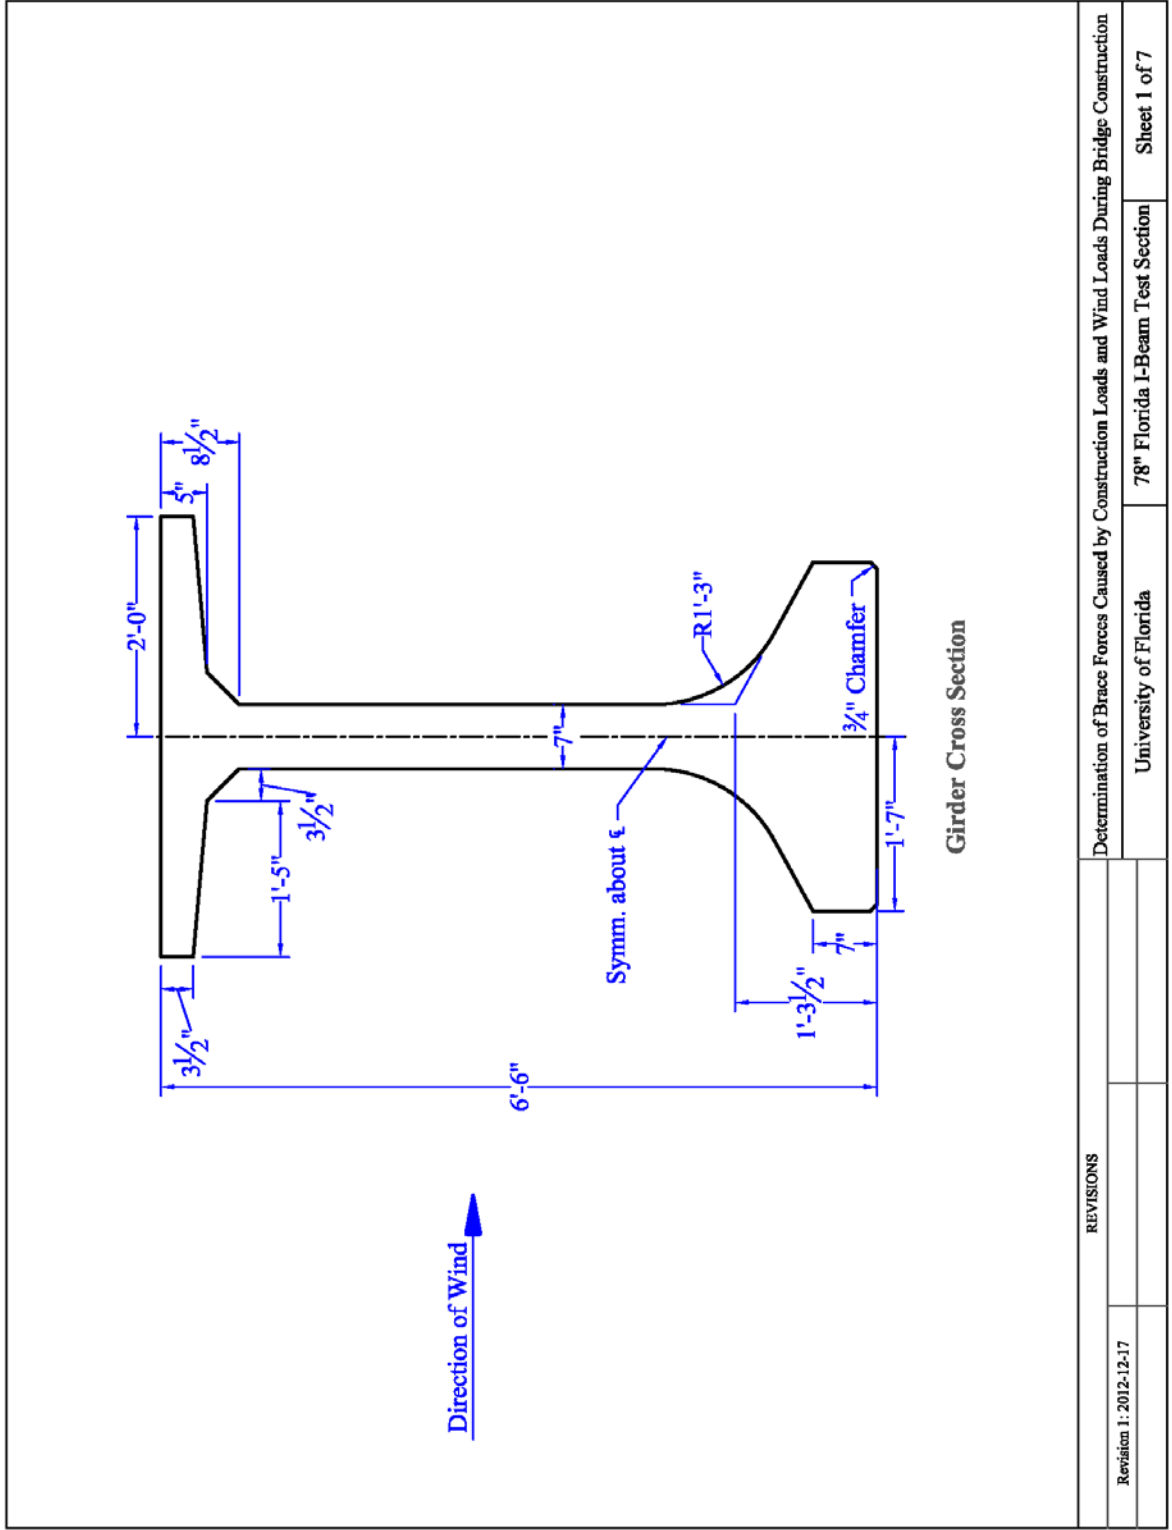 2'-0"
5"
8½"
3½"
1'-5"
3½"
6'-6"
7"
Direction of Wind
Symm. about ℄
R1'-3"
1'-3½"
7"
¾" Chamfer
1'-7"
Girder Cross Section
REVISIONS
Revision 1: 2012-12-17
Determination of Brace Forces Caused by Construction Loads and Wind Loads During Bridge Construction
University of Florida
78" Florida I-Beam Test Section
Sheet 1 of 7